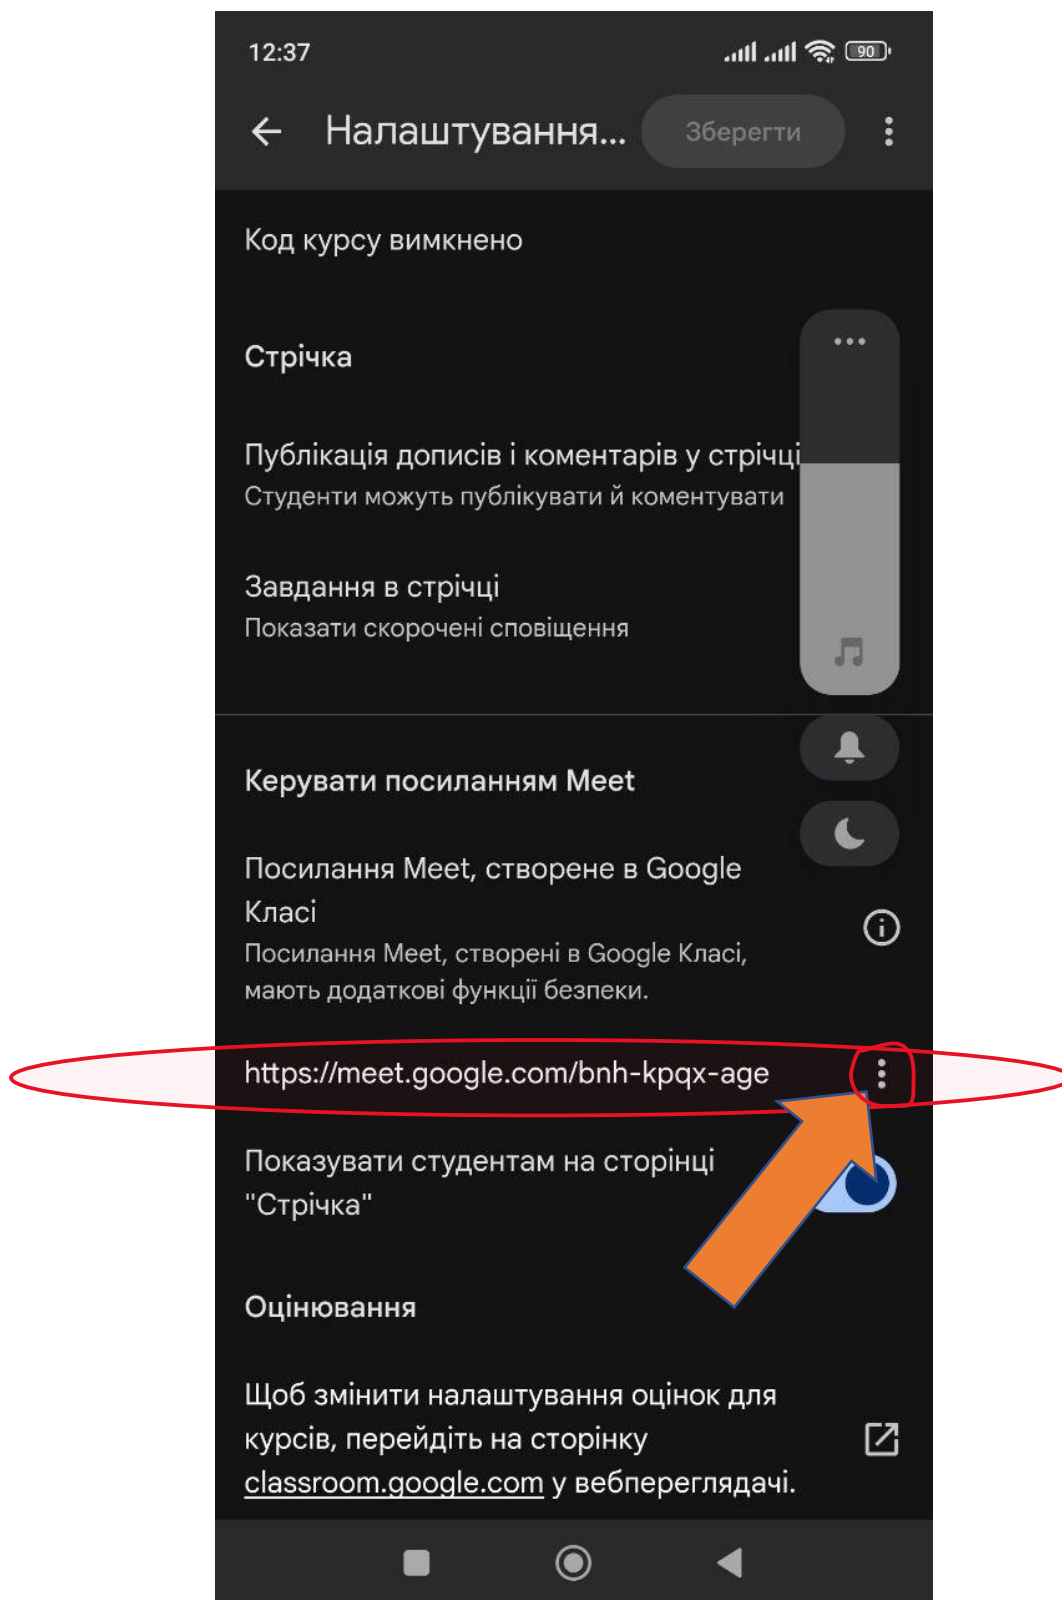 12:37
90
Налаштування...
Зберегти
Код курсу вимкнено
Стрічка
Публікація дописів і коментарів у стрічці
Студенти можуть публікувати й коментувати
Завдання в стрічці
Показати скорочені сповіщення
Керувати посиланням Meet
Посилання Meet, створене в Google
Класі
Посилання Meet, створені в Google Класі,
мають додаткові функції безпеки.
https://meet.google.com/bnh-kpqx-age
Показувати студентам на сторінці
"Стрічка"
Оцінювання
Щоб змінити налаштування оцінок для
курсів, перейдіть на сторінку
classroom.google.com у вебпереглядачі.